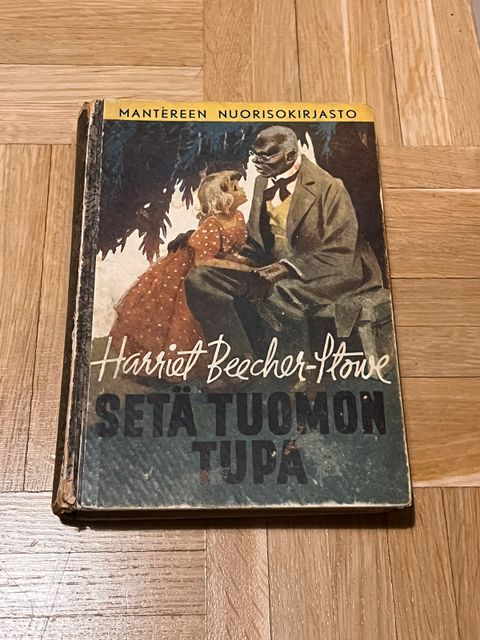 MANTEREEN NUORISOKIRJASTO
Harriet Beecher-Stowe
SETÄ TUOMON
TUPA